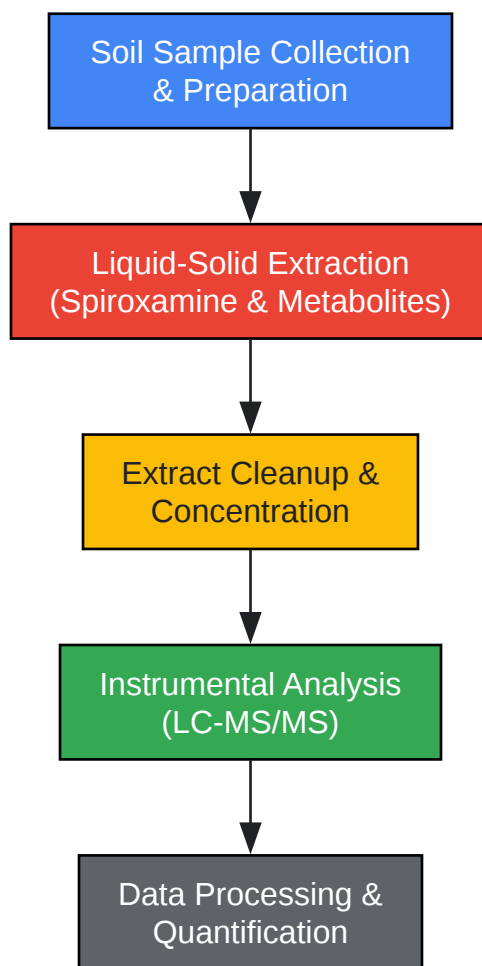 Soil Sample Collection
& Preparation
Liquid-Solid Extraction
(Spiroxamine & Metabolites)
Extract Cleanup &
Concentration
Instrumental Analysis
(LC-MS/MS)
Data Processing &
Quantification